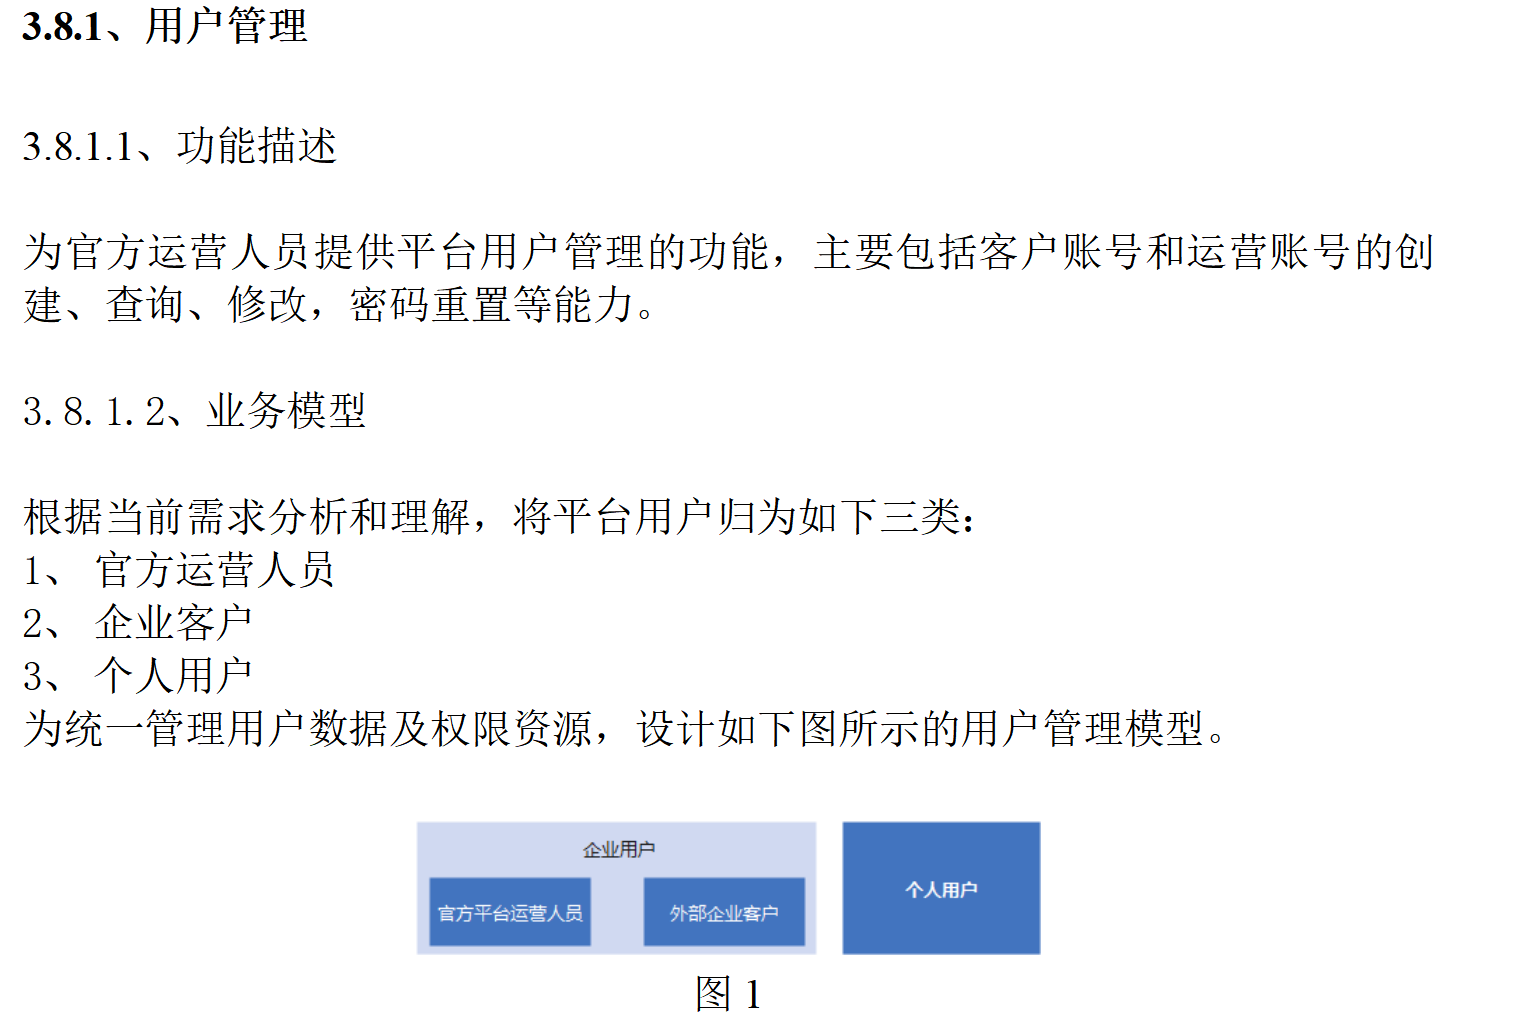 3.8.1、用户管理
3.8.1.1、功能描述
为官方运营人员提供平台用户管理的功能，主要包括客户账号和运营账号的创
建、查询、修改，密码重置等能力。
3.8.1.2、业务模型
根据当前需求分析和理解，将平台用户归为如下三类：
1、 官方运营人员
2、 企业客户
3、 个人用户
为统一管理用户数据及权限资源，设计如下图所示的用户管理模型。
企业用户
官方平台运营人员
外部企业客户
个人用户
图 1